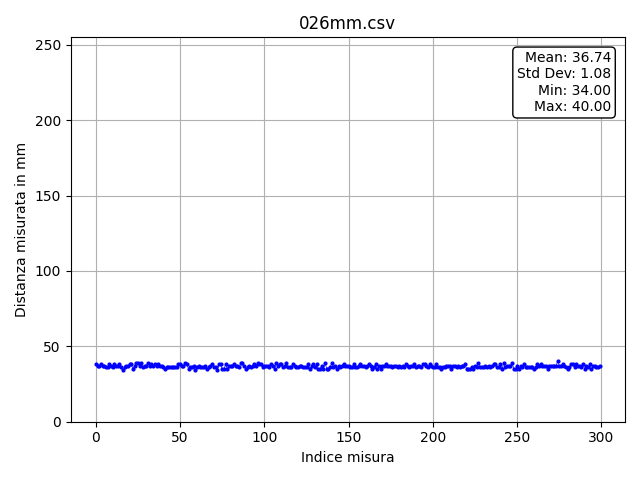 026mm.csv
Mean: 36.74
Std Dev: 1.08
Min: 34.00
Max: 40.00
Distanza misurata in mm
250
200
150
100
50
0
0 50 100 150 200 250 300
Indice misura